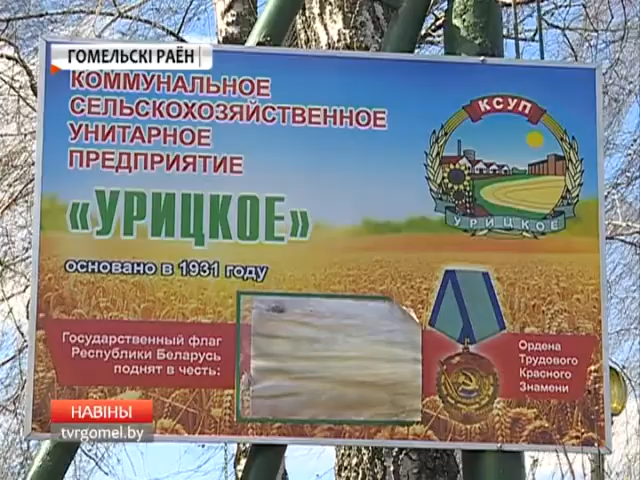 ГОМЕЛЬСКІ РАЁН
КОММУНАЛЬНОЕ
СЕЛЬСКОХОЗЯЙСТВЕННОЕ
УНИТАРНОЕ
ПРЕДПРИЯТИЕ
«УРИЦКОЕ»
основано в 1931 году
КСУП
УРИЦКОЕ
Государственный флаг
Республики Беларусь
поднят в честь:
Ордена
Трудового
Красного
Знамени
НАВІНЫ
tvrgomel.by